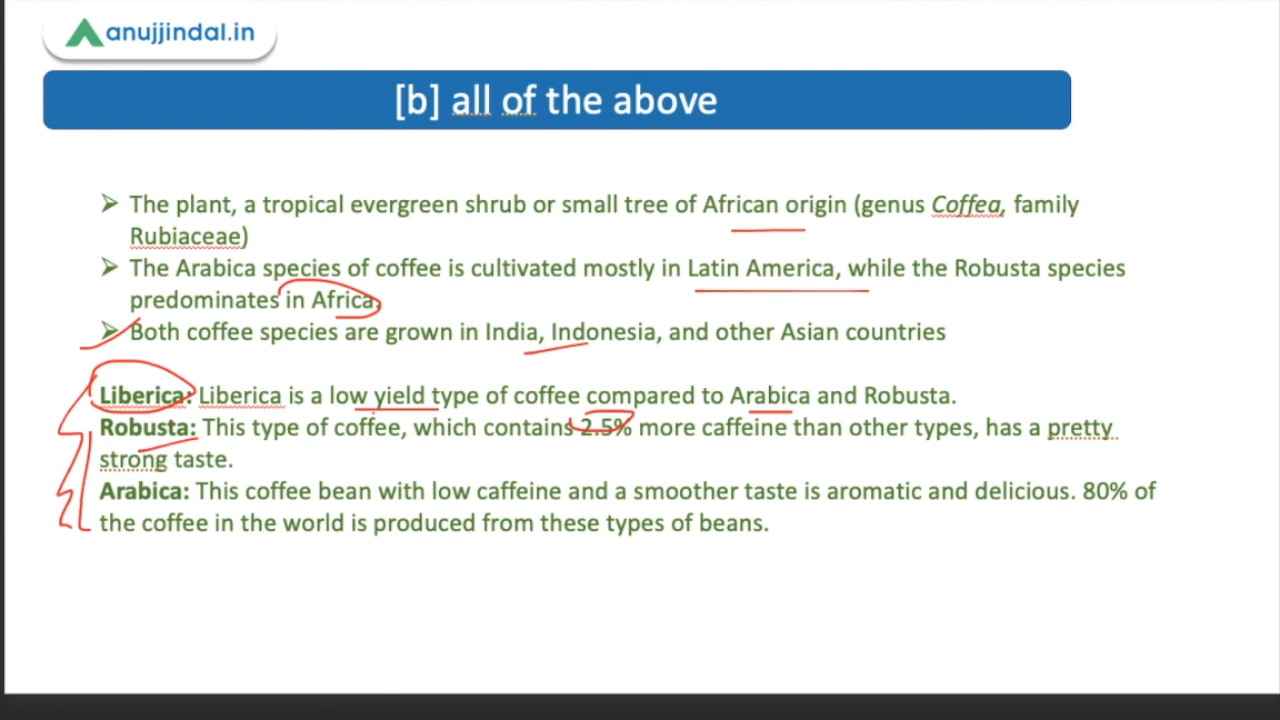 anujjindal.in
[b] all of the above
➢ The plant, a tropical evergreen shrub or small tree of African origin (genus Coffea, family
Rubiaceae)
➢ The Arabica species of coffee is cultivated mostly in Latin America, while the Robusta species
predominates in Africa.
➢ Both coffee species are grown in India, Indonesia, and other Asian countries
Liberica: Liberica is a low yield type of coffee compared to Arabica and Robusta.
Robusta: This type of coffee, which contains 2.5% more caffeine than other types, has a pretty
strong taste.
Arabica: This coffee bean with low caffeine and a smoother taste is aromatic and delicious. 80% of
the coffee in the world is produced from these types of beans.